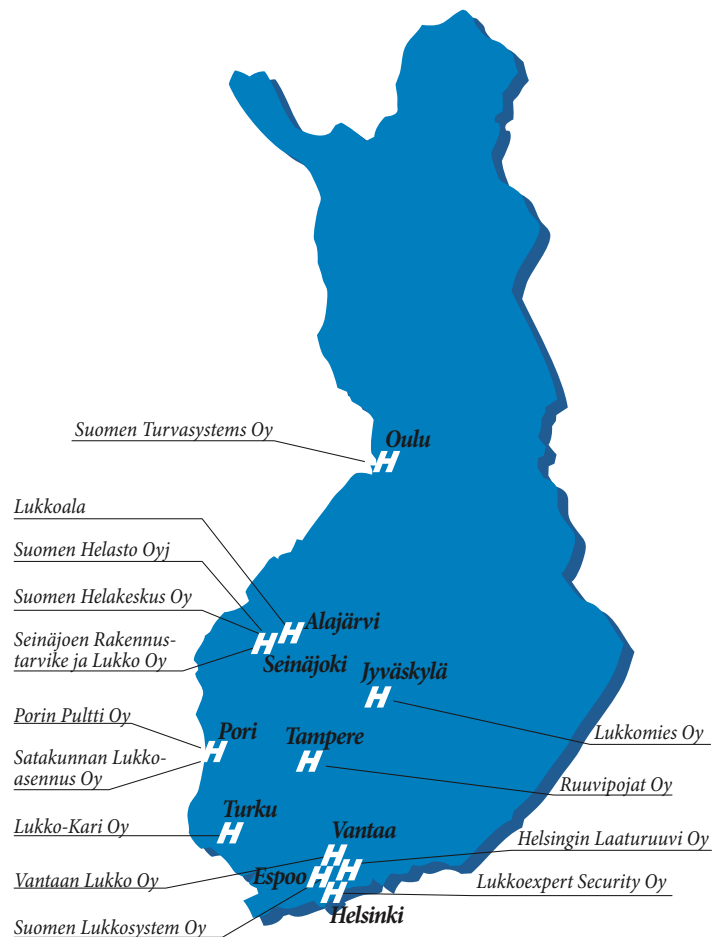 Suomen Turvasystems Oy
Oulu
Lukkoala
Suomen Helasto Oyj
Suomen Helakeskus Oy
Alajärvi
Seinäjoen Rakennus-
tarvike ja Lukko Oy
Seinäjoki
Jyväskylä
Porin Pultti Oy
Pori
Tampere
Lukkomies Oy
Satakunnan Lukko-
asennus Oy
Ruuvipojat Oy
Turku
Lukko-Kari Oy
Vantaa
Helsingin Laaturuuvi Oy
Vantaan Lukko Oy
Espoo
Lukkoexpert Security Oy
Helsinki
Suomen Lukkosystem Oy